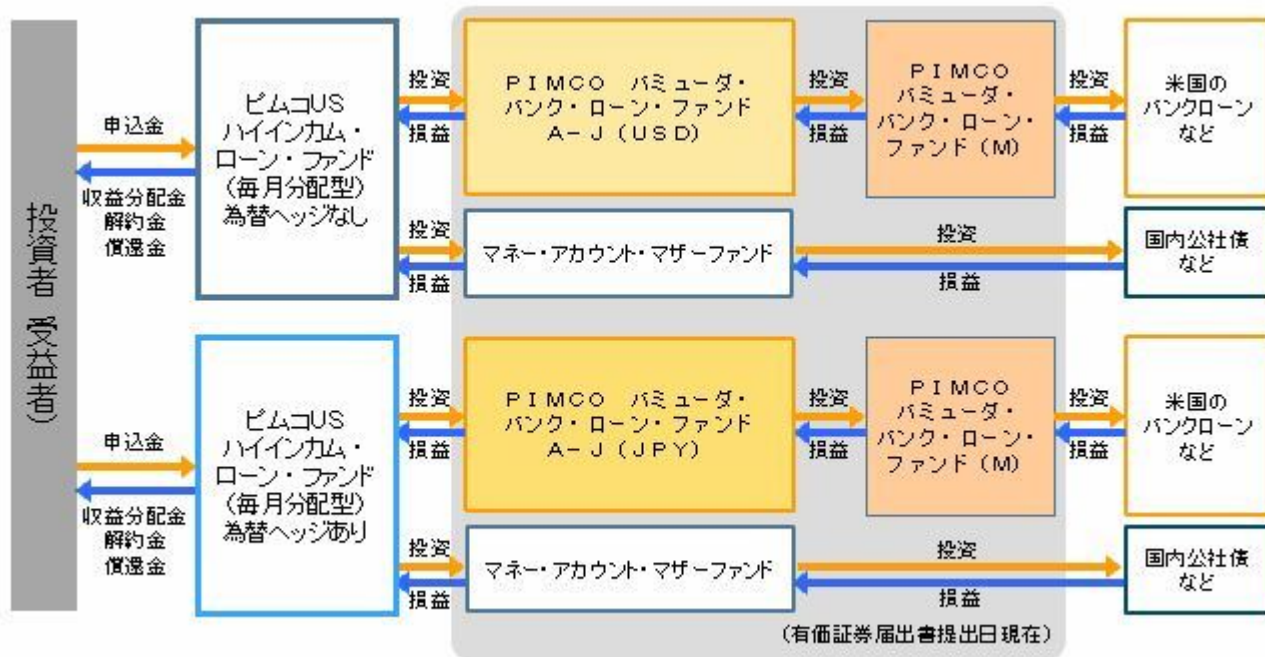 投資者（受益者）
申込金
収益分配金
解約金
償還金
ピムコUS
ハイインカム・
ローン・ファンド
（毎月分配型）
為替ヘッジなし
投資
損益
PIMCO バミューダ・
バンク・ローン・ファンド
A-J（USD）
投資
損益
PIMCO
バミューダ・
バンク・ローン・
ファンド（M）
投資
損益
米国の
バンクローン
など
投資
損益
マネー・アカウント・マザーファンド
投資
損益
国内公社債
など
申込金
収益分配金
解約金
償還金
ピムコUS
ハイインカム・
ローン・ファンド
（毎月分配型）
為替ヘッジあり
投資
損益
PIMCO バミューダ・
バンク・ローン・ファンド
A-J（JPY）
投資
損益
PIMCO
バミューダ・
バンク・ローン・
ファンド（M）
投資
損益
米国の
バンクローン
など
投資
損益
マネー・アカウント・マザーファンド
投資
損益
国内公社債
など
（有価証券届出書提出日現在）